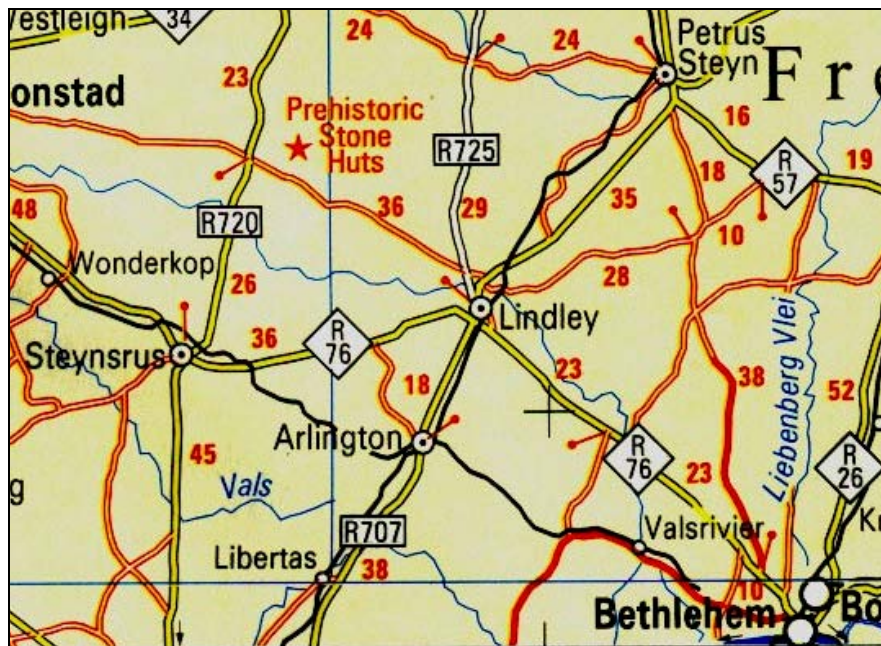 Westleigh
34
24
24
Petrus
Steyn
Fre
onstad
23
Prehistoric
Stone
Huts
R725
16
R
57
19
18
48
R720
36
29
35
10
Wonderkop
26
28
Lindley
Steynsrus
36
R
76
23
18
38
52
Liebenberg Vlei
Arlington
45
Vals
R
76
23
R
26
g
R707
Valsrivier
Ku
Libertas
38
10
Bethlehem
Bo